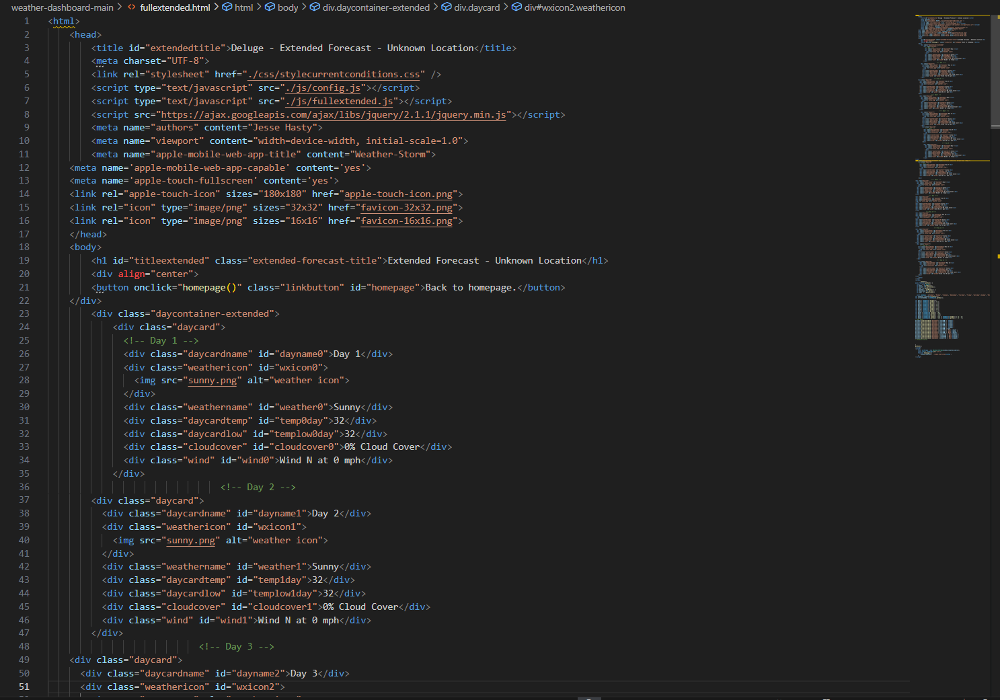 weather-dashboard-main > <> fullextended.html > html > body > div.daycontainer-extended > div.daycard > div#wxicon2.weathericon
1 <html>
2 <head>
3 <title id="extendedtitle">Deluge - Extended Forecast - Unknown Location</title>
4 <meta charset="UTF-8">
5 <link rel="stylesheet" href="./css/stylecurrentconditions.css" />
6 <script type="text/javascript" src="./js/config.js"></script>
7 <script type="text/javascript" src="./js/fullextended.js"></script>
8 <script src="https://ajax.googleapis.com/ajax/libs/jquery/2.1.1/jquery.min.js"></script>
9 <meta name="authors" content="Jesse Hasty">
10 <meta name="viewport" content="width=device-width, initial-scale=1.0">
11 <meta name="apple-mobile-web-app-title" content="Weather-Storm">
12 <meta name='apple-mobile-web-app-capable' content='yes'>
13 <meta name='apple-touch-fullscreen' content='yes'>
14 <link rel="apple-touch-icon" sizes="180x180" href="apple-touch-icon.png">
15 <link rel="icon" type="image/png" sizes="32x32" href="favicon-32x32.png">
16 <link rel="icon" type="image/png" sizes="16x16" href="favicon-16x16.png">
17 </head>
18 <body>
19 <h1 id="titleextended" class="extended-forecast-title">Extended Forecast - Unknown Location</h1>
20 <div align="center">
21 <button onclick="homepage()" class="linkbutton" id="homepage">Back to homepage.</button>
22 </div>
23 <div class="daycontainer-extended">
24 <div class="daycard">
25 <!-- Day 1 -->
26 <div class="daycardname" id="dayname0">Day 1</div>
27 <div class="weathericon" id="wxicon0">
28 <img src="sunny.png" alt="weather icon">
29 </div>
30 <div class="weathername" id="weather0">Sunny</div>
31 <div class="daycardtemp" id="temp0day">32</div>
32 <div class="daycardlow" id="templow0day">32</div>
33 <div class="cloudcover" id="cloudcover0">0% Cloud Cover</div>
34 <div class="wind" id="wind0">Wind N at 0 mph</div>
35 </div>
36 <!-- Day 2 -->
37 <div class="daycard">
38 <div class="daycardname" id="dayname1">Day 2</div>
39 <div class="weathericon" id="wxicon1">
40 <img src="sunny.png" alt="weather icon">
41 </div>
42 <div class="weathername" id="weather1">Sunny</div>
43 <div class="daycardtemp" id="temp1day">32</div>
44 <div class="daycardlow" id="templow1day">32</div>
45 <div class="cloudcover" id="cloudcover1">0% Cloud Cover</div>
46 <div class="wind" id="wind1">Wind N at 0 mph</div>
47 </div>
48 <!-- Day 3 -->
49 <div class="daycard">
50 <div class="daycardname" id="dayname2">Day 3</div>
51 <div class="weathericon" id="wxicon2">